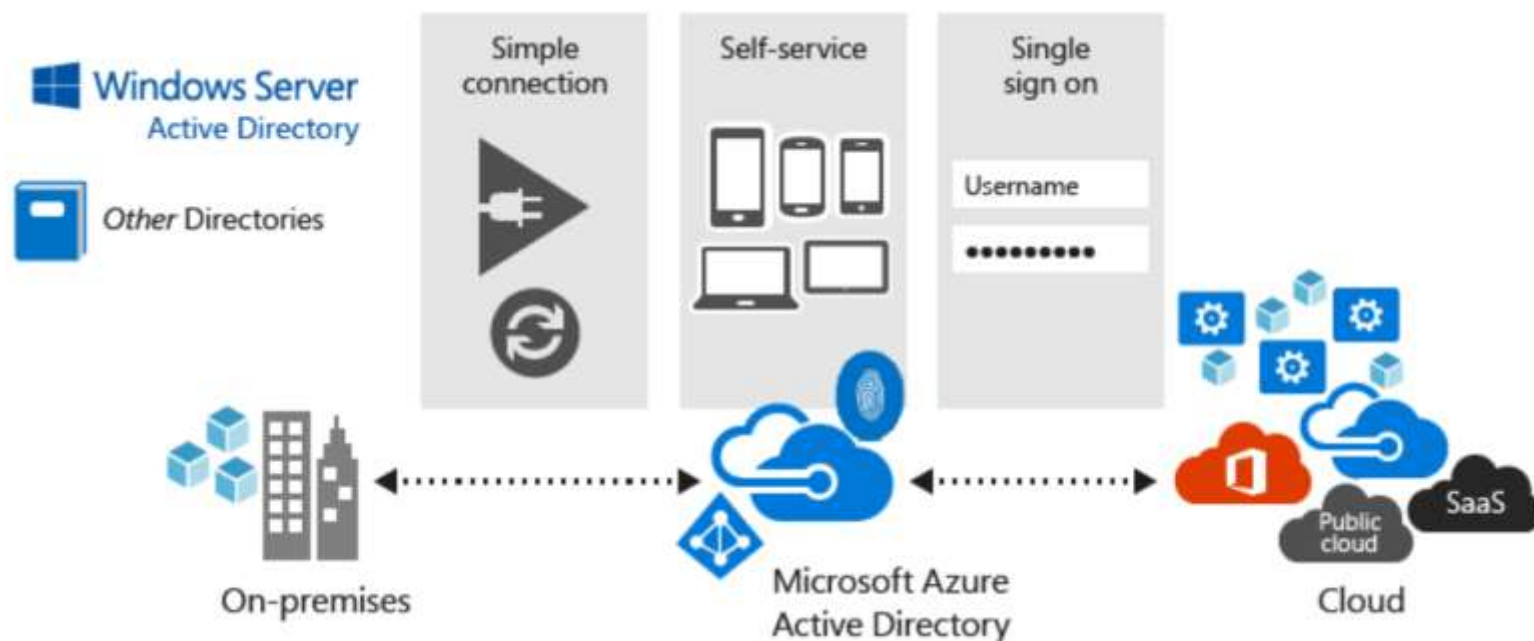 Windows Server
Active Directory
Other Directories
Simple
connection
Self-service
Single
sign on
Username
•••••••••
On-premises
Microsoft Azure
Active Directory
Public
cloud
SaaS
Cloud